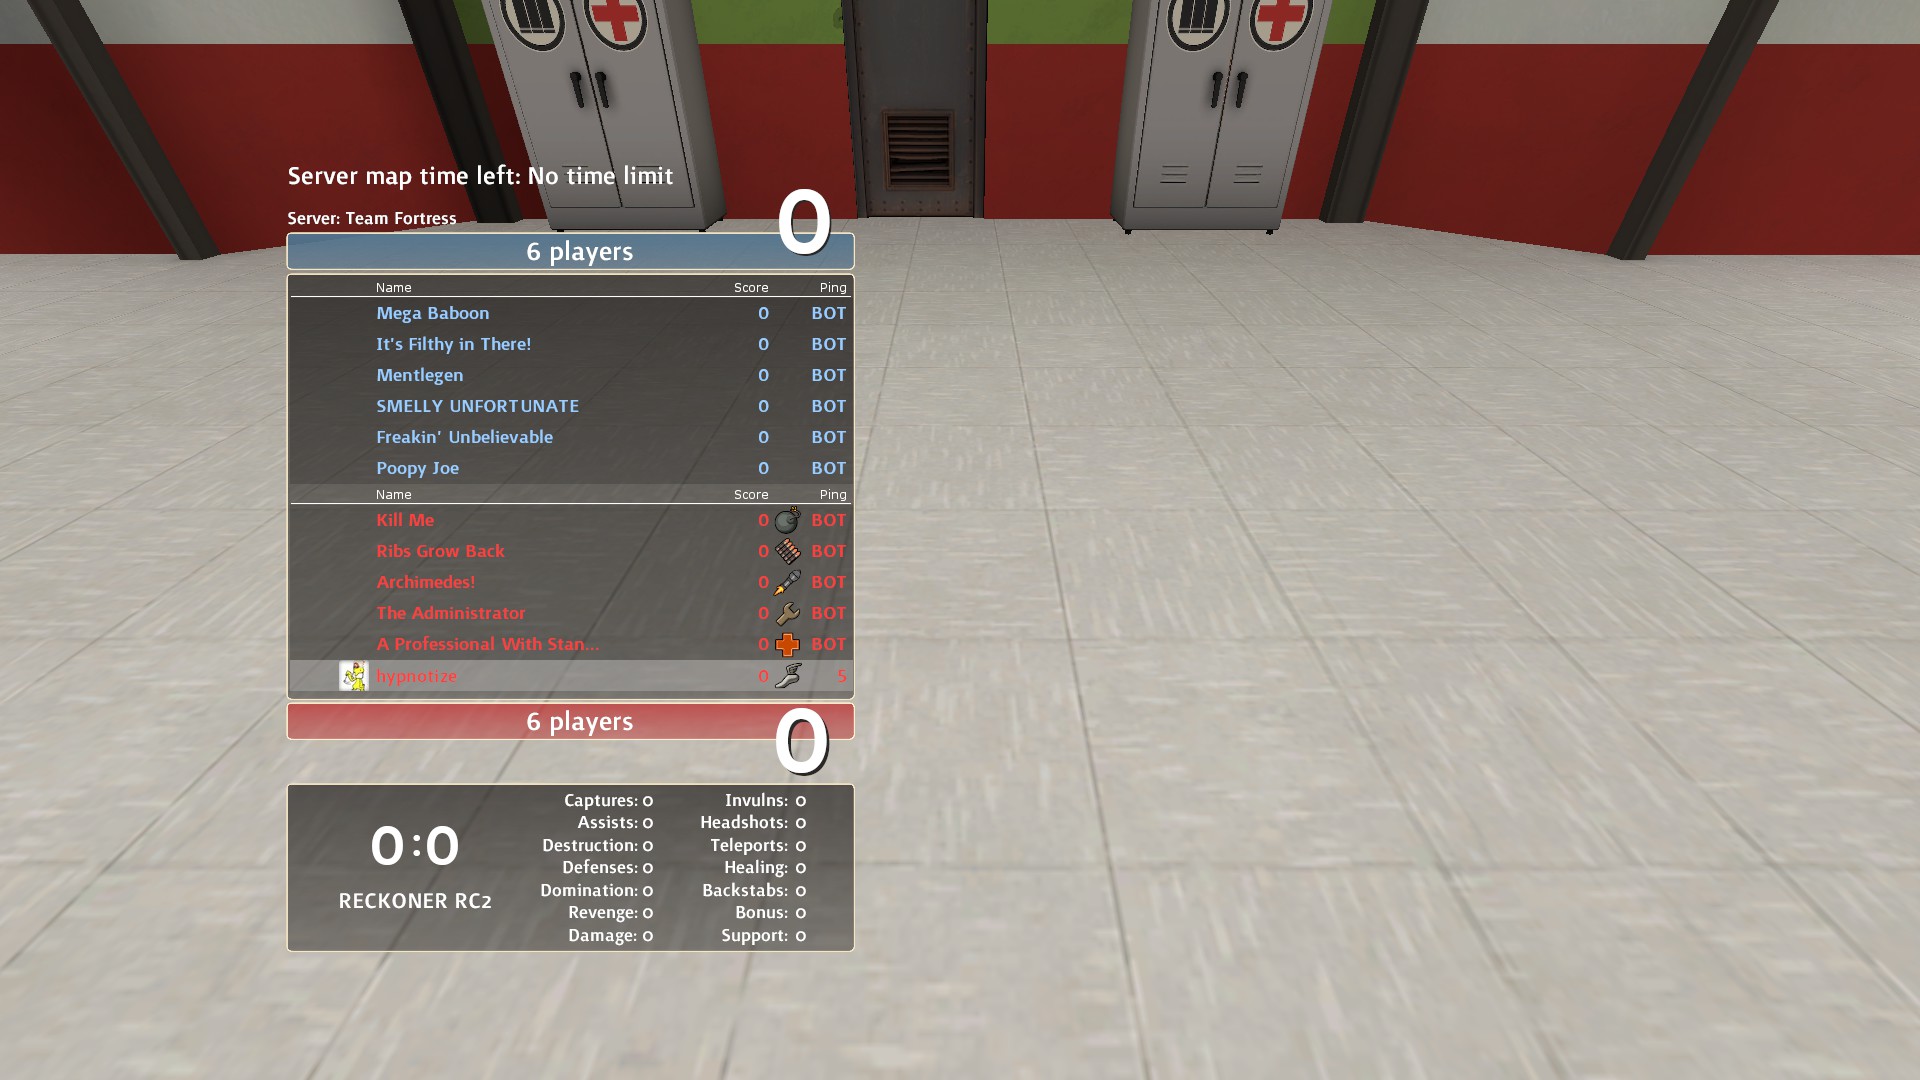 Server map time left: No time limit
Server: Team Fortress
6 players 0
Name Score Ping
Mega Baboon 0 BOT
It's Filthy in There! 0 BOT
Mentlegen 0 BOT
SMELLY UNFORTUNATE 0 BOT
Freakin' Unbelievable 0 BOT
Poopy Joe 0 BOT
Name Score Ping
Kill Me 0 BOT
Ribs Grow Back 0 BOT
Archimedes! 0 BOT
The Administrator 0 BOT
A Professional With Stan... 0 BOT
hypnotize 0 5
6 players 0
0:0
RECKONER RC2
Captures: 0 Invulns: 0
Assists: 0 Headshots: 0
Destruction: 0 Teleports: 0
Defenses: 0 Healing: 0
Domination: 0 Backstabs: 0
Revenge: 0 Bonus: 0
Damage: 0 Support: 0